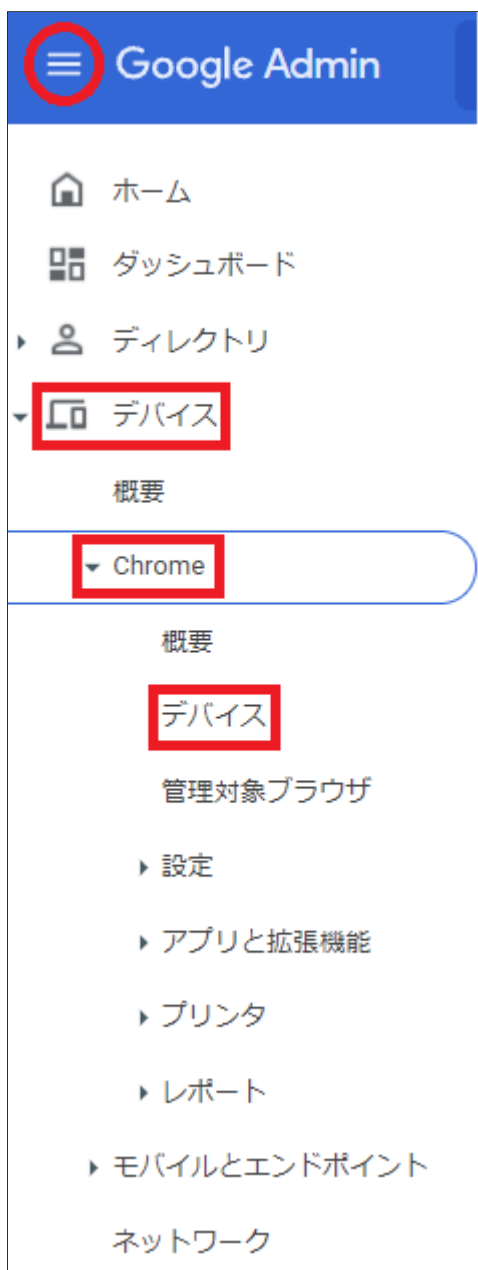 Google Admin
ホーム
ダッシュボード
ディレクトリ
デバイス
概要
Chrome
概要
デバイス
管理対象ブラウザ
設定
アプリと拡張機能
プリンタ
レポート
モバイルとエンドポイント
ネットワーク